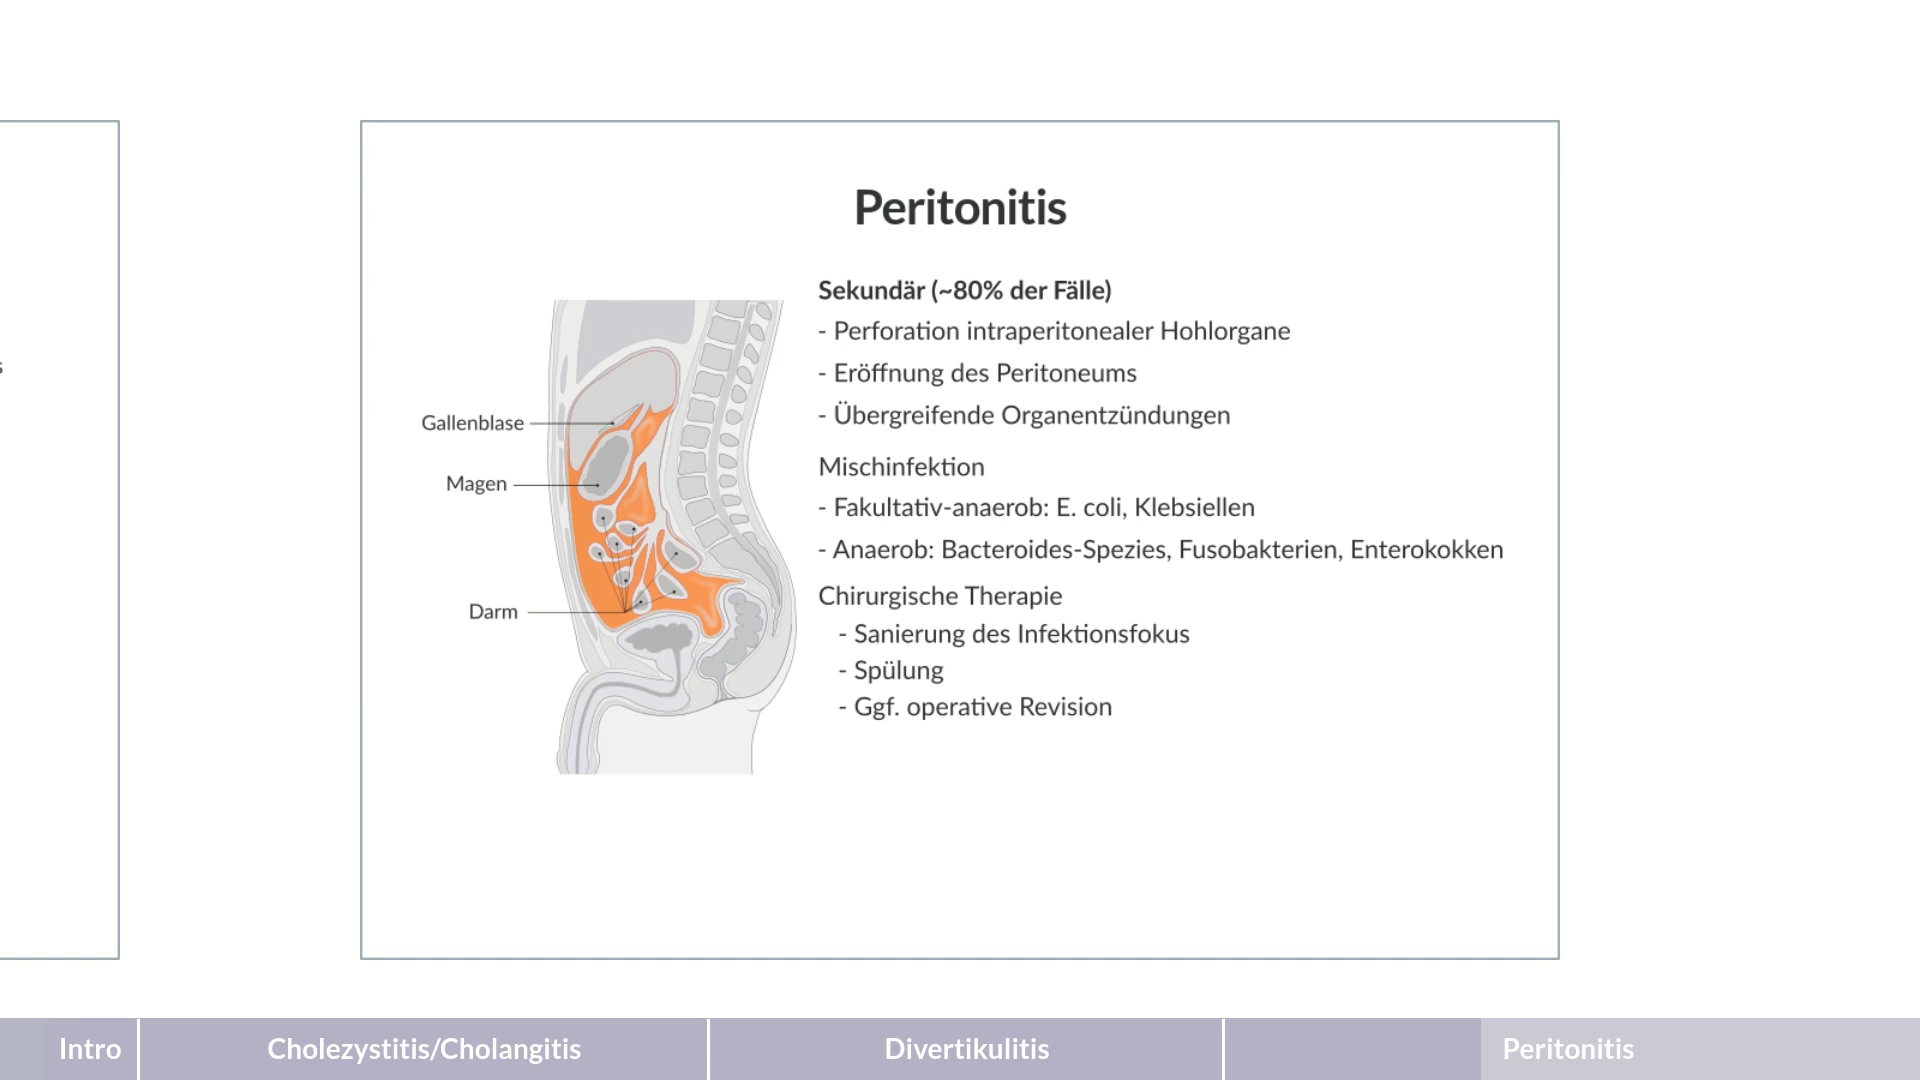 Peritonitis
Sekundär (~80% der Fälle)
- Perforation intraperitonealer Hohlorgane
- Eröffnung des Peritoneums
- Übergreifende Organentzündungen
Mischinfektion
- Fakultativ-anaerob: E. coli, Klebsiellen
- Anaerob: Bacteroides-Spezies, Fusobakterien, Enterokokken
Chirurgische Therapie
- Sanierung des Infektionsfokus
- Spülung
- Ggf. operative Revision
Gallenblase
Magen
Darm
Intro
Cholezystitis/Cholangitis
Divertikulitis
Peritonitis